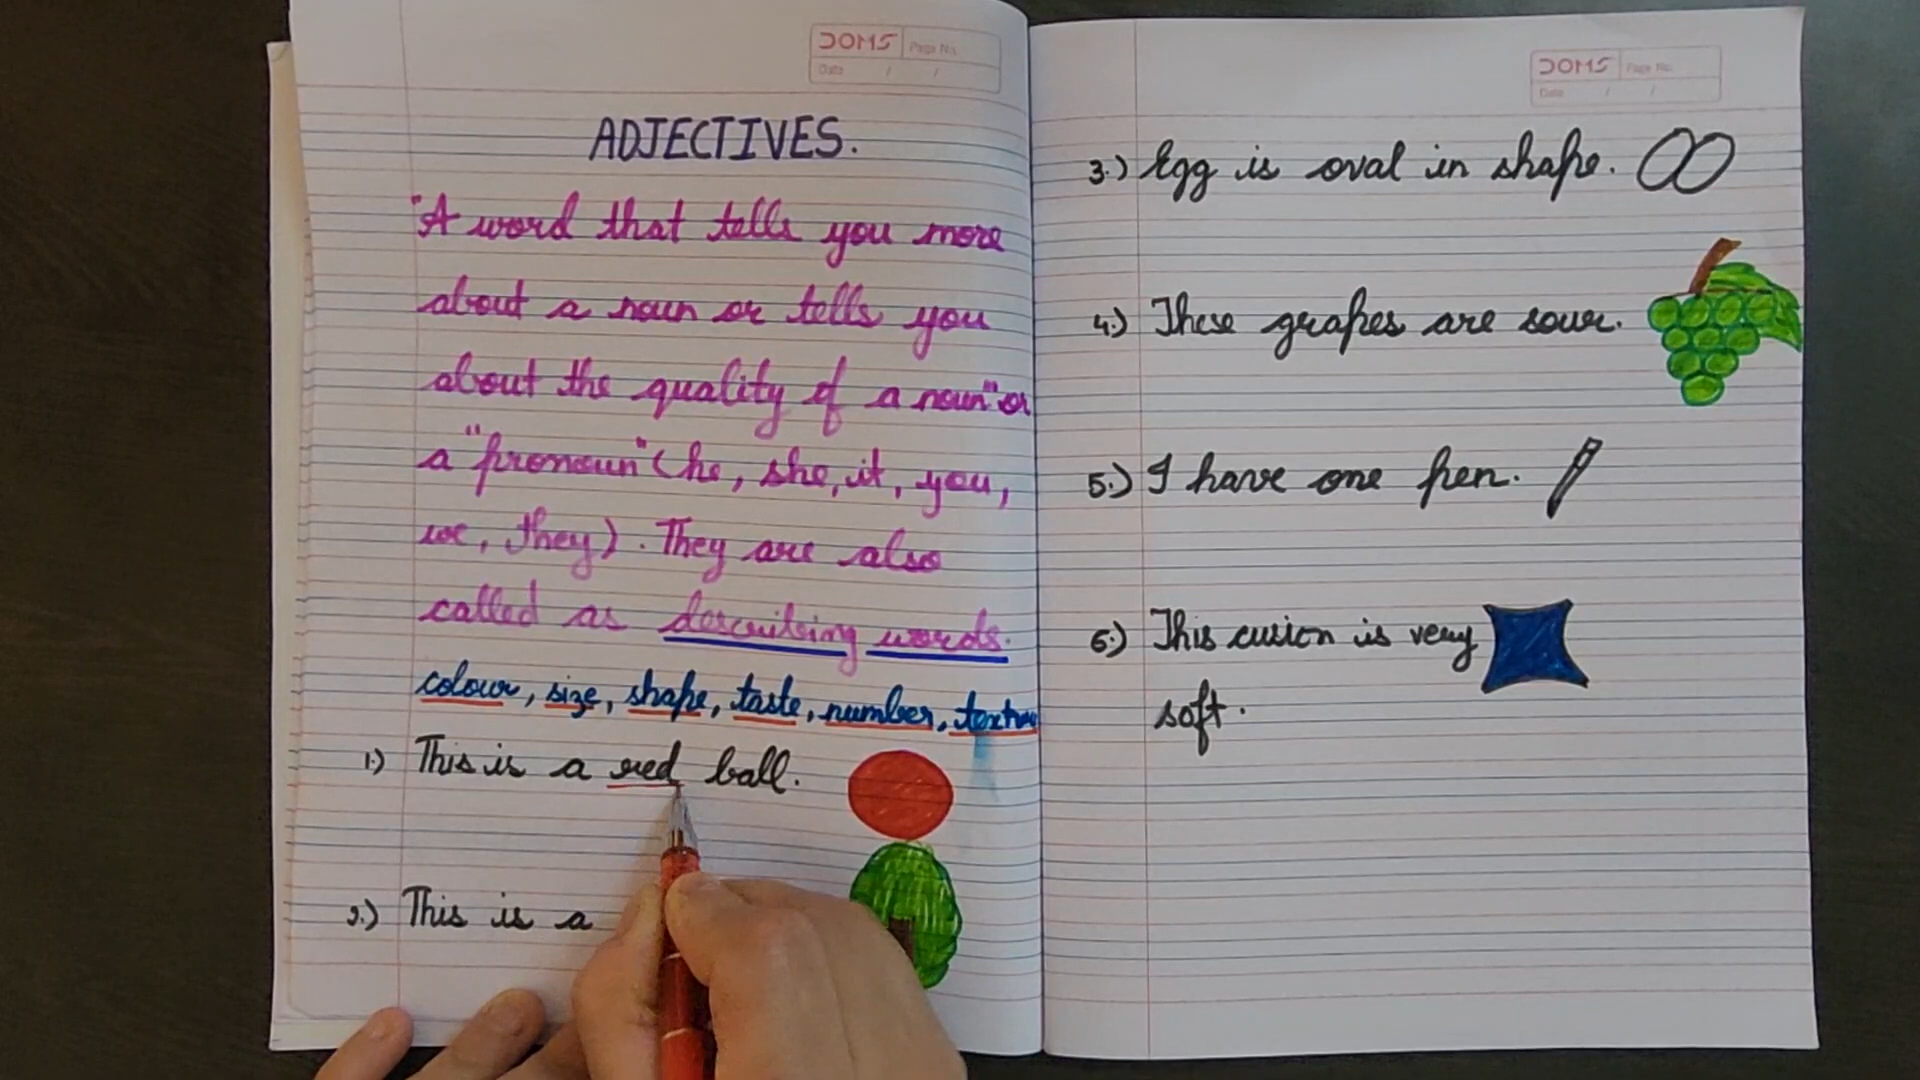 DOMS Page No.
Date / /
ADJECTIVES.
"A word that tells you more
about a noun or tells you
about the quality of a noun" or
a "pronoun" (he, she, it, you,
we, they). They are also
called as describing words.
colour, size, shape, taste, number, texture
1.) This is a red ball.
2.) This is a
DOMS Page No.
Date / /
3.) Egg is oval in shape.
4.) These grapes are sour.
5.) I have one pen.
6.) This cusion is very
soft.